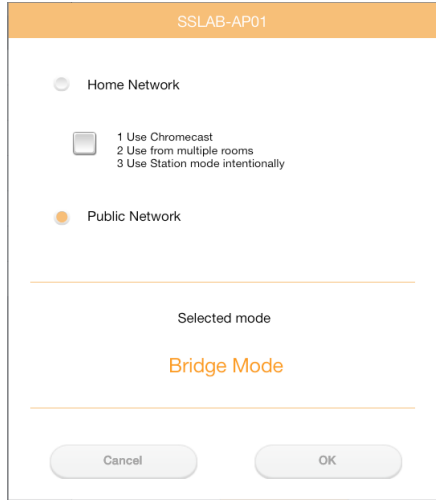 SSLAB-AP01
Home Network
1 Use Chromecast
2 Use from multiple rooms
3 Use Station mode intentionally
Public Network
Selected mode
Bridge Mode
Cancel
OK